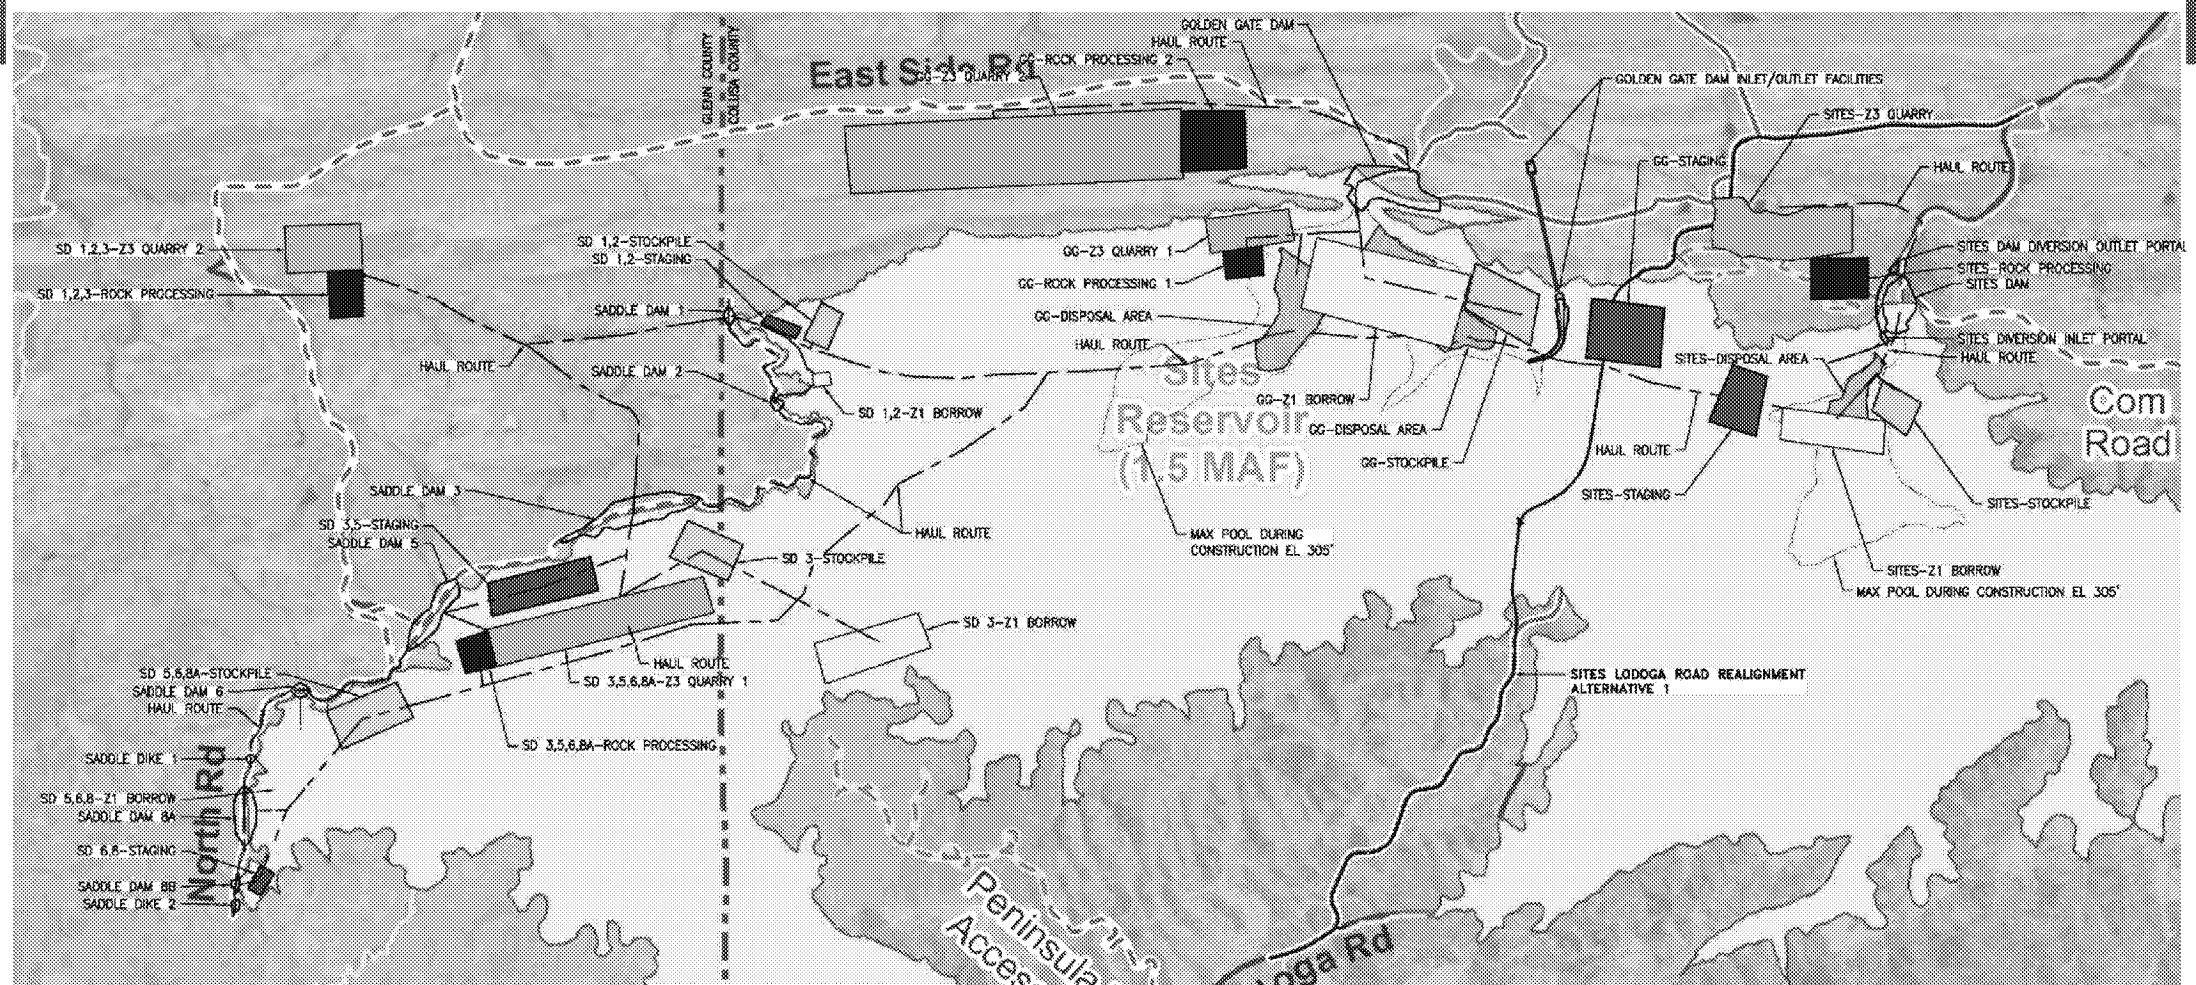 GOLDEN GATE DAM
HAUL ROUTE
GG-ROCK PROCESSING 2
East Side Rd
GG-Z3 QUARRY 2
GLENN COUNTY
COLUSA COUNTY
GOLDEN GATE DAM INLET/OUTLET FACILITIES
SITES-Z3 QUARRY
GG-STAGING
HAUL ROUTE
SD 1,2,3-Z3 QUARRY 2
SD 1,2,3-ROCK PROCESSING
SD 1,2-STOCKPILE
SD 1,2-STAGING
SADDLE DAM 1
HAUL ROUTE
SADDLE DAM 2
SD 1,2-Z1 BORROW
GG-Z3 QUARRY 1
GG-ROCK PROCESSING 1
GG-DISPOSAL AREA
HAUL ROUTE
Sites
Reservoir
(1.5 MAF)
GG-Z1 BORROW
GG-DISPOSAL AREA
GG-STOCKPILE
SITES DAM DIVERSION OUTLET PORTAL
SITES-ROCK PROCESSING
SITES DAM
SITES DIVERSION INLET PORTAL
HAUL ROUTE
SITES-DISPOSAL AREA
Com
Road
HAUL ROUTE
SITES-STAGING
SITES-STOCKPILE
SITES-Z1 BORROW
MAX POOL DURING CONSTRUCTION EL 305'
MAX POOL DURING
CONSTRUCTION EL 305'
SADDLE DAM 3
SD 3,5-STAGING
SADDLE DAM 5
HAUL ROUTE
SD 3-STOCKPILE
SD 3-Z1 BORROW
HAUL ROUTE
SD 3,5,6,8A-Z3 QUARRY 1
SD 3,5,6,8A-ROCK PROCESSING
SD 5,6,8A-STOCKPILE
SADDLE DAM 6
HAUL ROUTE
SADDLE DIKE 1
SD 5,6,8-Z1 BORROW
SADDLE DAM 8A
SD 6,8-STAGING
SADDLE DAM 8B
SADDLE DIKE 2
North Rd
SITES LODOGA ROAD REALIGNMENT
ALTERNATIVE 1
Peninsula
Acces
oga Rd